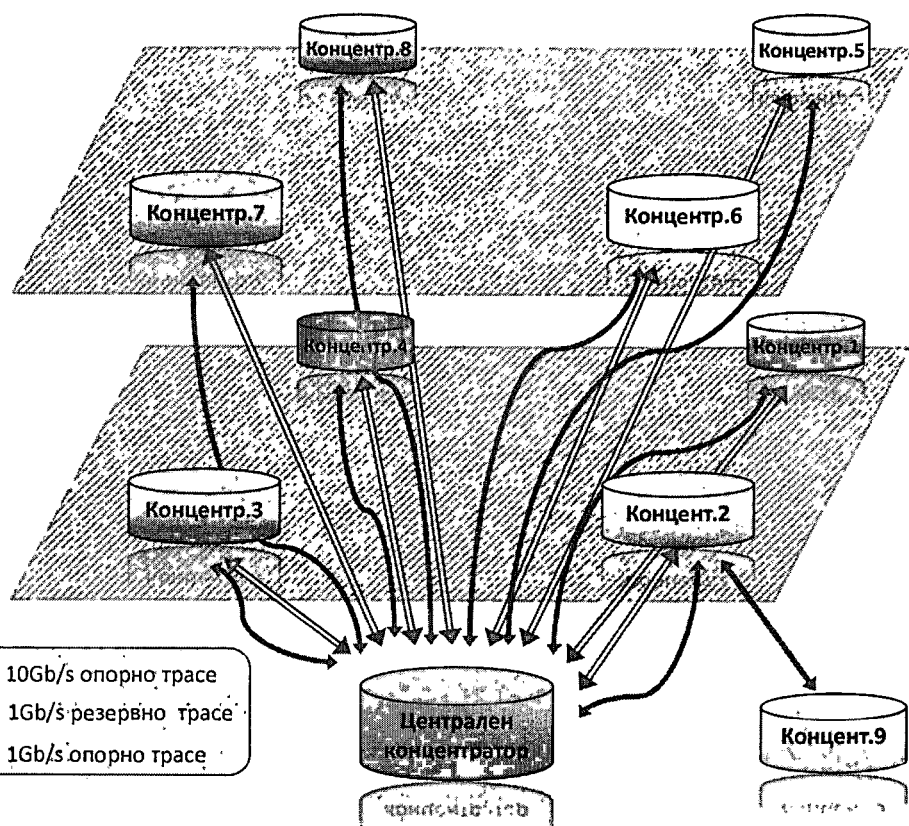 Концентр.8
Концентр.5
Концентр.7
Концентр.6
Концентр.4
Концентр.1
Концентр.3
Концент.2
10Gb/s опорно трасе
1Gb/s резервно трасе
1Gb/s опорно трасе
Централен
концентратор
Концент.9